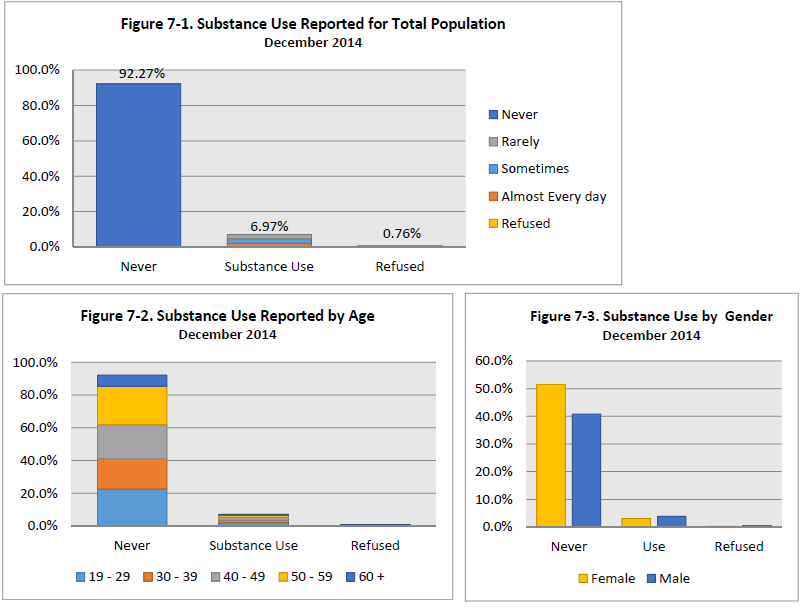 Figure 7-1. Substance Use Reported for Total Population
December 2014
100.0%
80.0%
60.0%
40.0%
20.0%
0.0%
92.27%
6.97%
0.76%
Never
Substance Use
Refused
Never
Rarely
Sometimes
Almost Every day
Refused
Figure 7-2. Substance Use Reported by Age
December 2014
100.0%
80.0%
60.0%
40.0%
20.0%
0.0%
Never
Substance Use
Refused
19 - 29
30 - 39
40 - 49
50 - 59
60 +
Figure 7-3. Substance Use by Gender
December 2014
60.0%
50.0%
40.0%
30.0%
20.0%
10.0%
0.0%
Never
Use
Refused
Female
Male